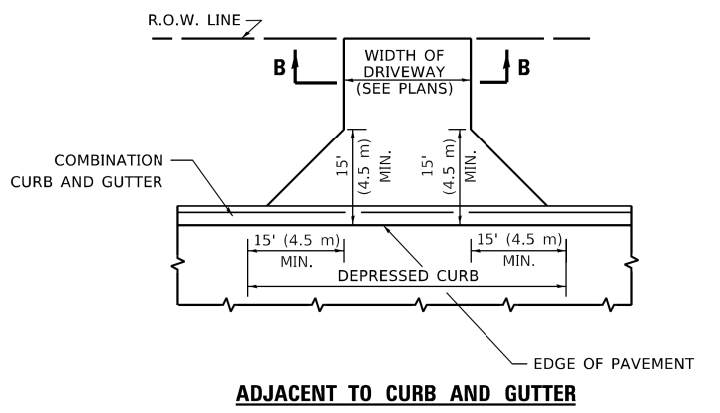 R.O.W. LINE
B
WIDTH OF
DRIVEWAY
(SEE PLANS)
B
COMBINATION
CURB AND GUTTER
15'
(4.5 m)
MIN.
15'
(4.5 m)
MIN.
15' (4.5 m)
MIN.
15' (4.5 m)
MIN.
DEPRESSED CURB
EDGE OF PAVEMENT
ADJACENT TO CURB AND GUTTER